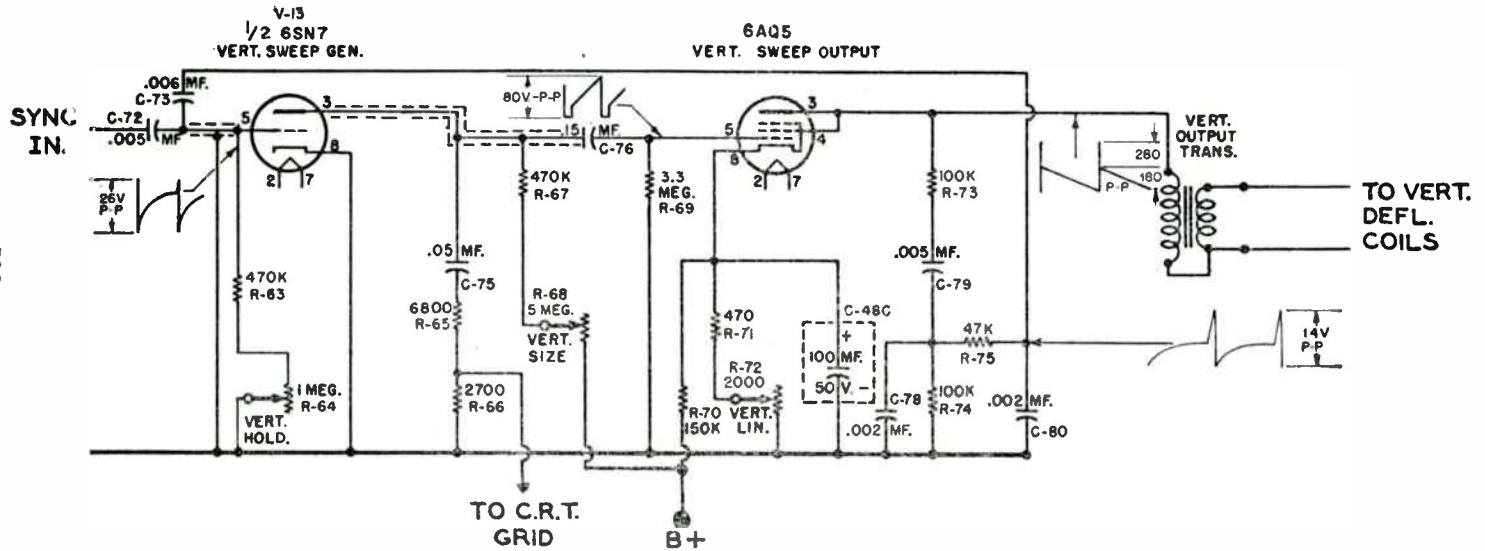 V-13
1/2 6SN7
VERT. SWEEP GEN.
6AQ5
VERT. SWEEP OUTPUT
.006 MF.
C-73
SYNC
IN.
C-72
.005 MF
5
3
8
2 7
26V
P-P
80V-P-P
.15 MF.
C-76
470K
R-67
3.3
MEG.
R-69
5
8
3
4
2 7
100K
R-73
VERT.
OUTPUT
TRANS.
280
180
P-P
TO VERT.
DEFL.
COILS
470K
R-63
.05 MF.
C-75
6800
R-65
R-68
5 MEG.
VERT.
SIZE
470
R-71
C-48C
+
100 MF.
50 V. -
.005 MF.
C-79
47K
R-75
14V
P-P
1 MEG.
R-64
VERT.
HOLD.
2700
R-66
R-70
150K
R-72
2000
VERT.
LIN.
C-78
.002 MF.
100K
R-74
.002 MF.
C-80
TO C.R.T.
GRID
B+